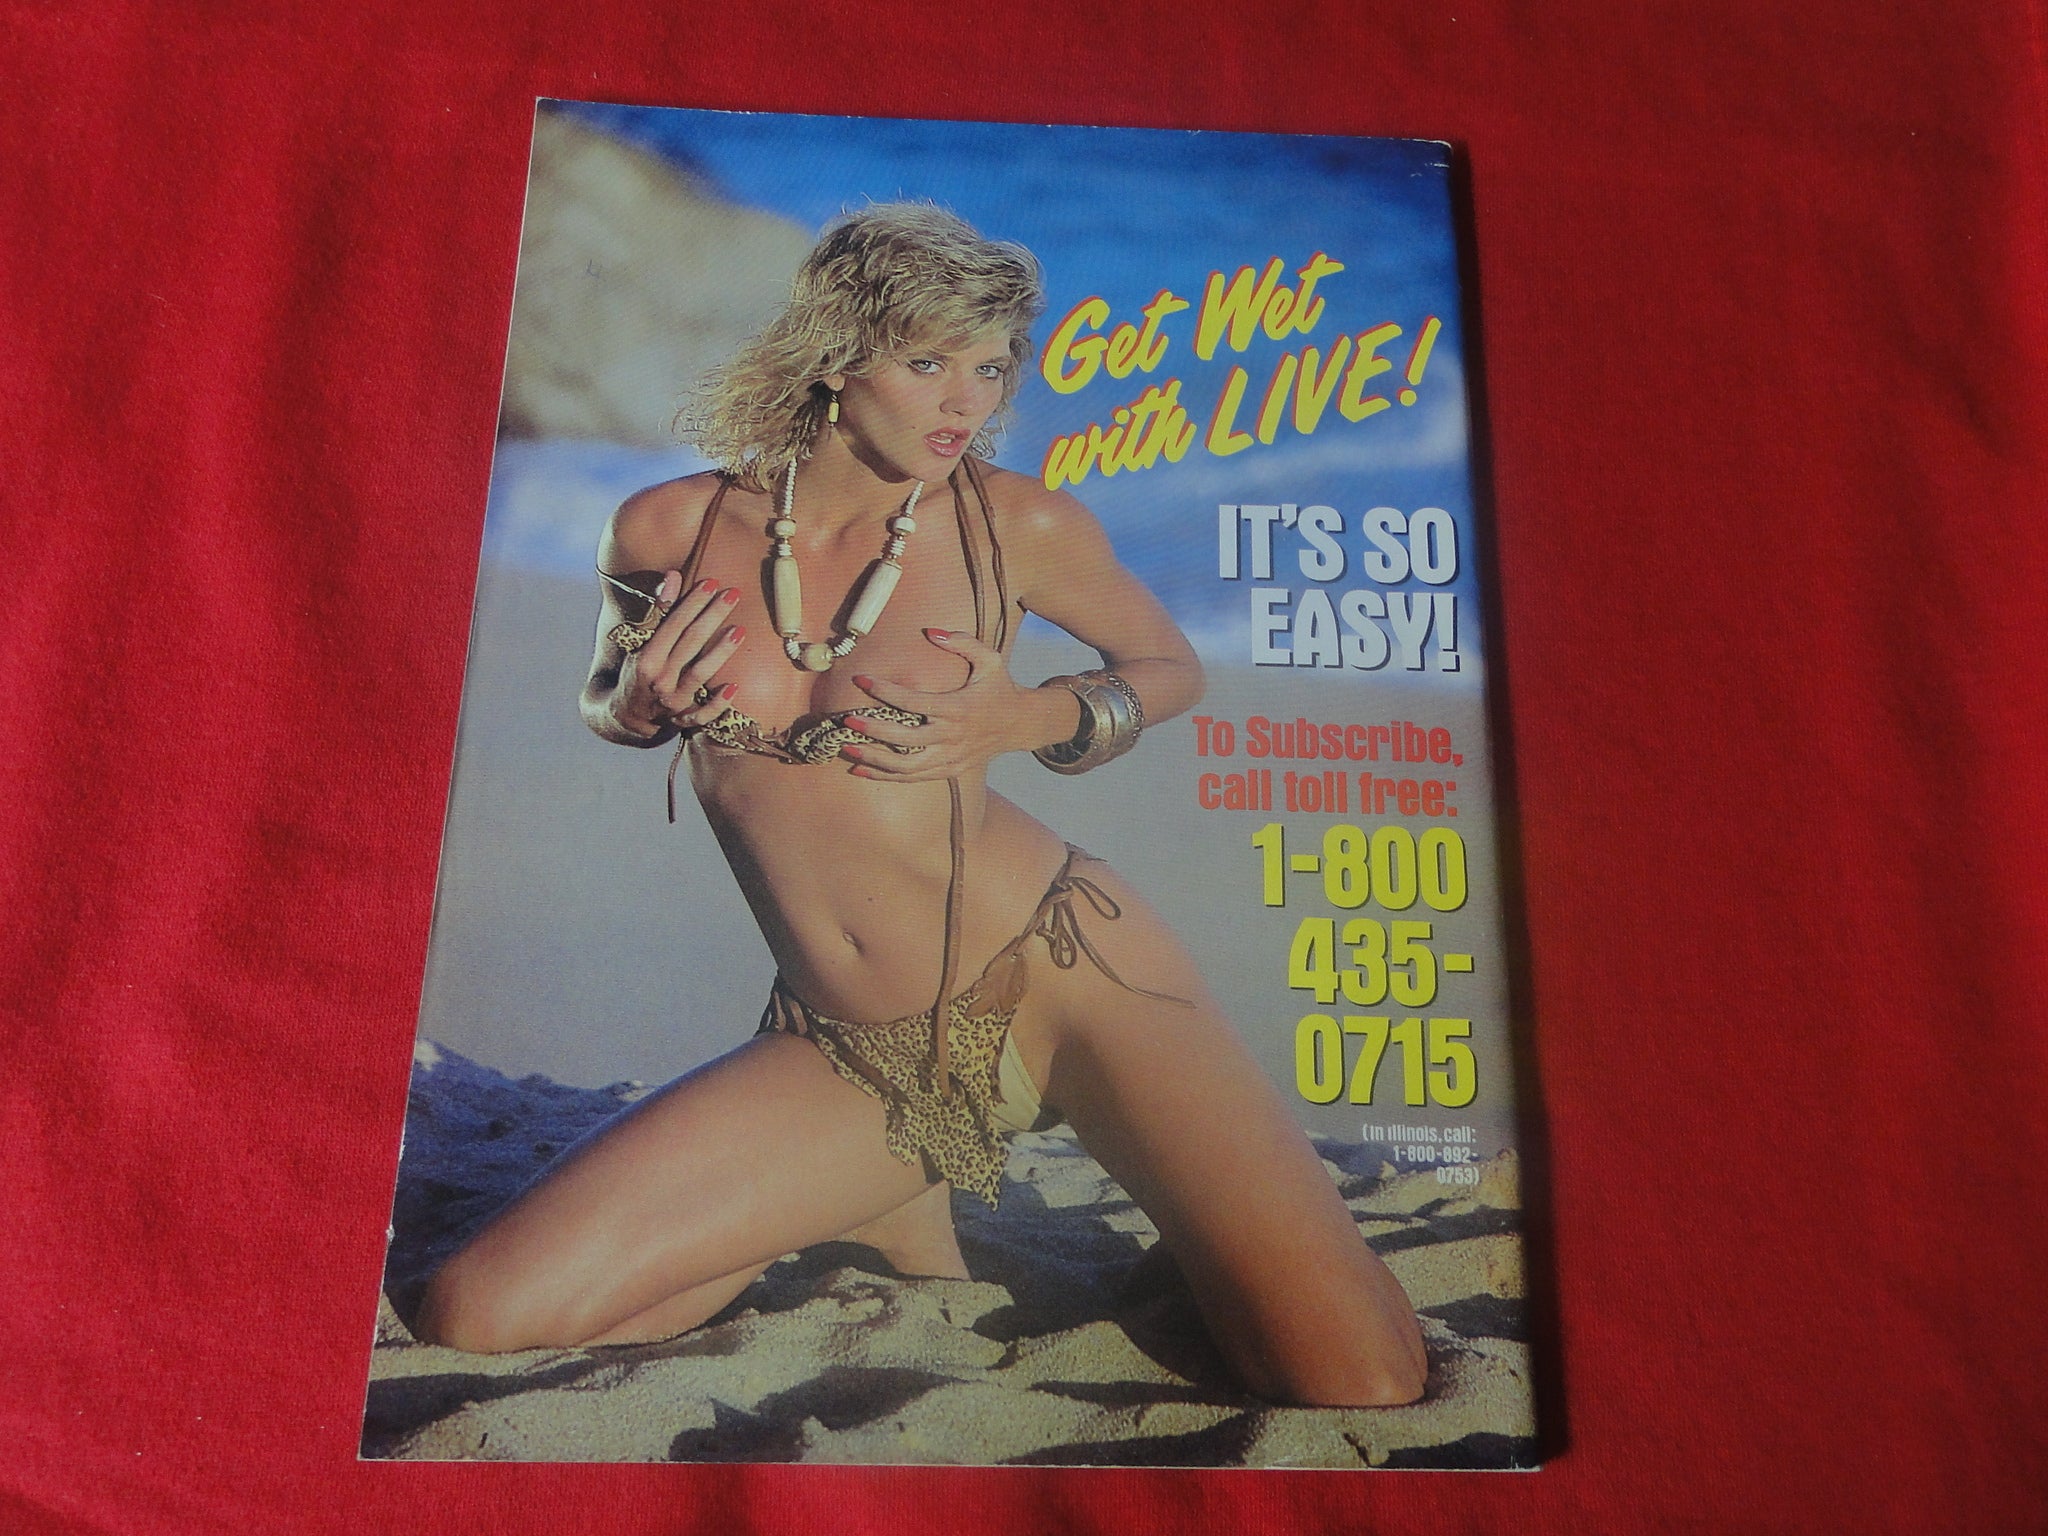 Get Wet
with LIVE!
IT'S SO
EASY!
To Subscribe,
call toll free:
1-800
435-
0715
(In Illinois, call:
1-800-892-
0753)